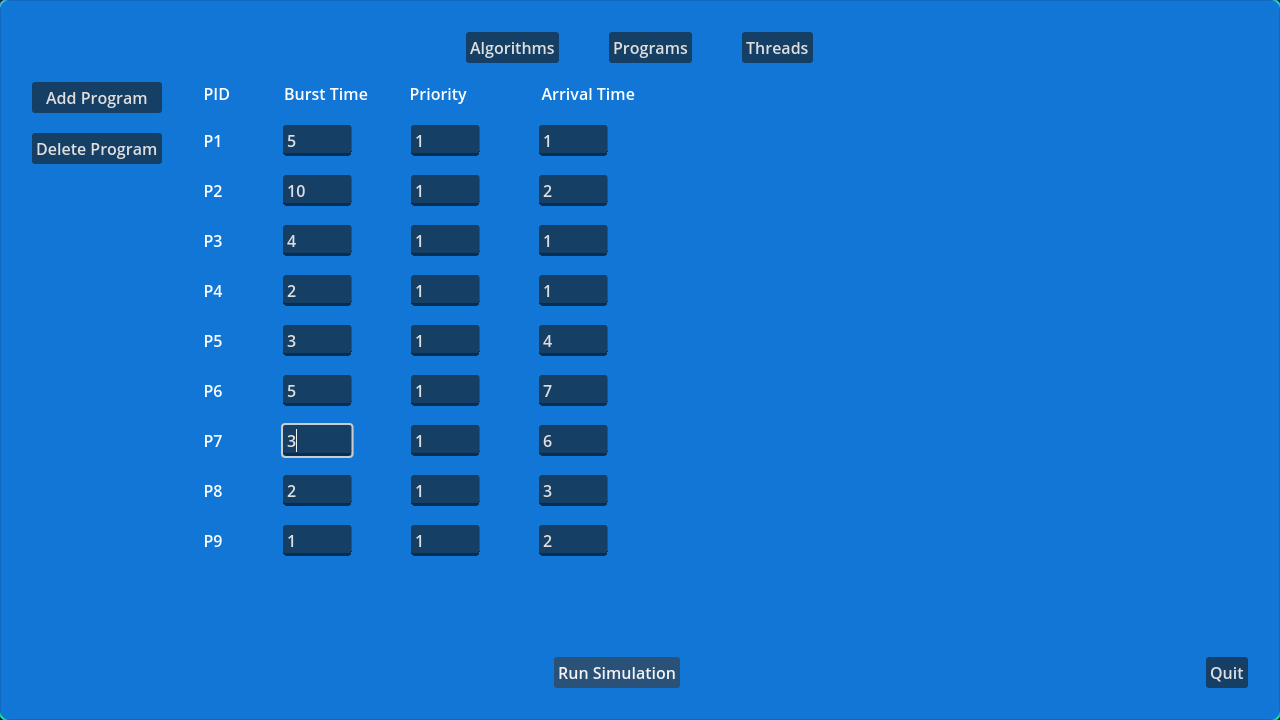 Algorithms Programs Threads
Add Program PID Burst Time Priority Arrival Time
Delete Program P1 5 1 1
P2 10 1 2
P3 4 1 1
P4 2 1 1
P5 3 1 4
P6 5 1 7
P7 3 1 6
P8 2 1 3
P9 1 1 2
Run Simulation Quit